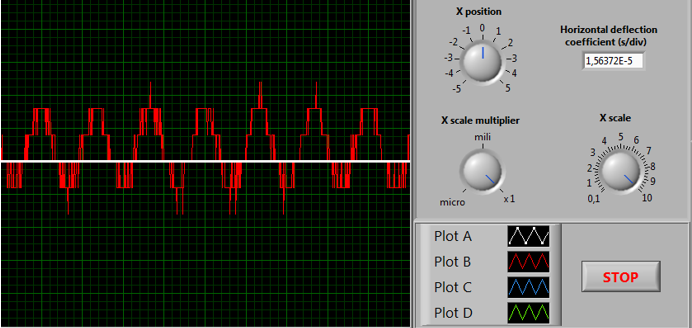 X position
-5 -4 -3 -2 -1 0 1 2 3 4 5
Horizontal deflection
coefficient (s/div)
1,56372E-5
X scale multiplier
micro mili x 1
X scale
0,1 1 2 3 4 5 6 7 8 9 10
Plot A
Plot B
Plot C
Plot D
STOP